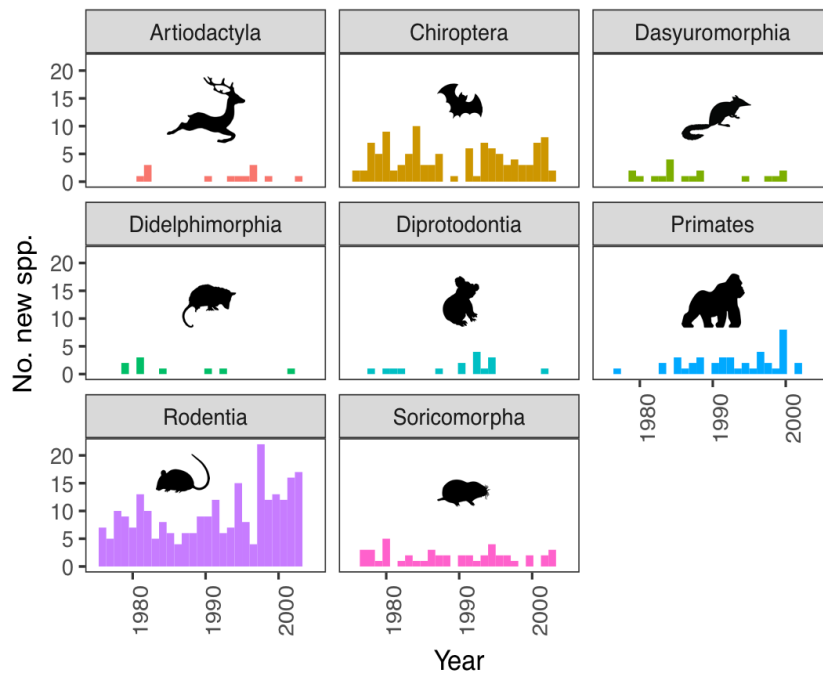 Artiodactyla Chiroptera Dasyuromorphia
20
15
10
5
0
Didelphimorphia Diprotodontia Primates
20
15
10
5
0
1980 1990 2000
Rodentia Soricomorpha
20
15
10
5
0
1980 1990 2000 1980 1990 2000
No. new spp.
Year